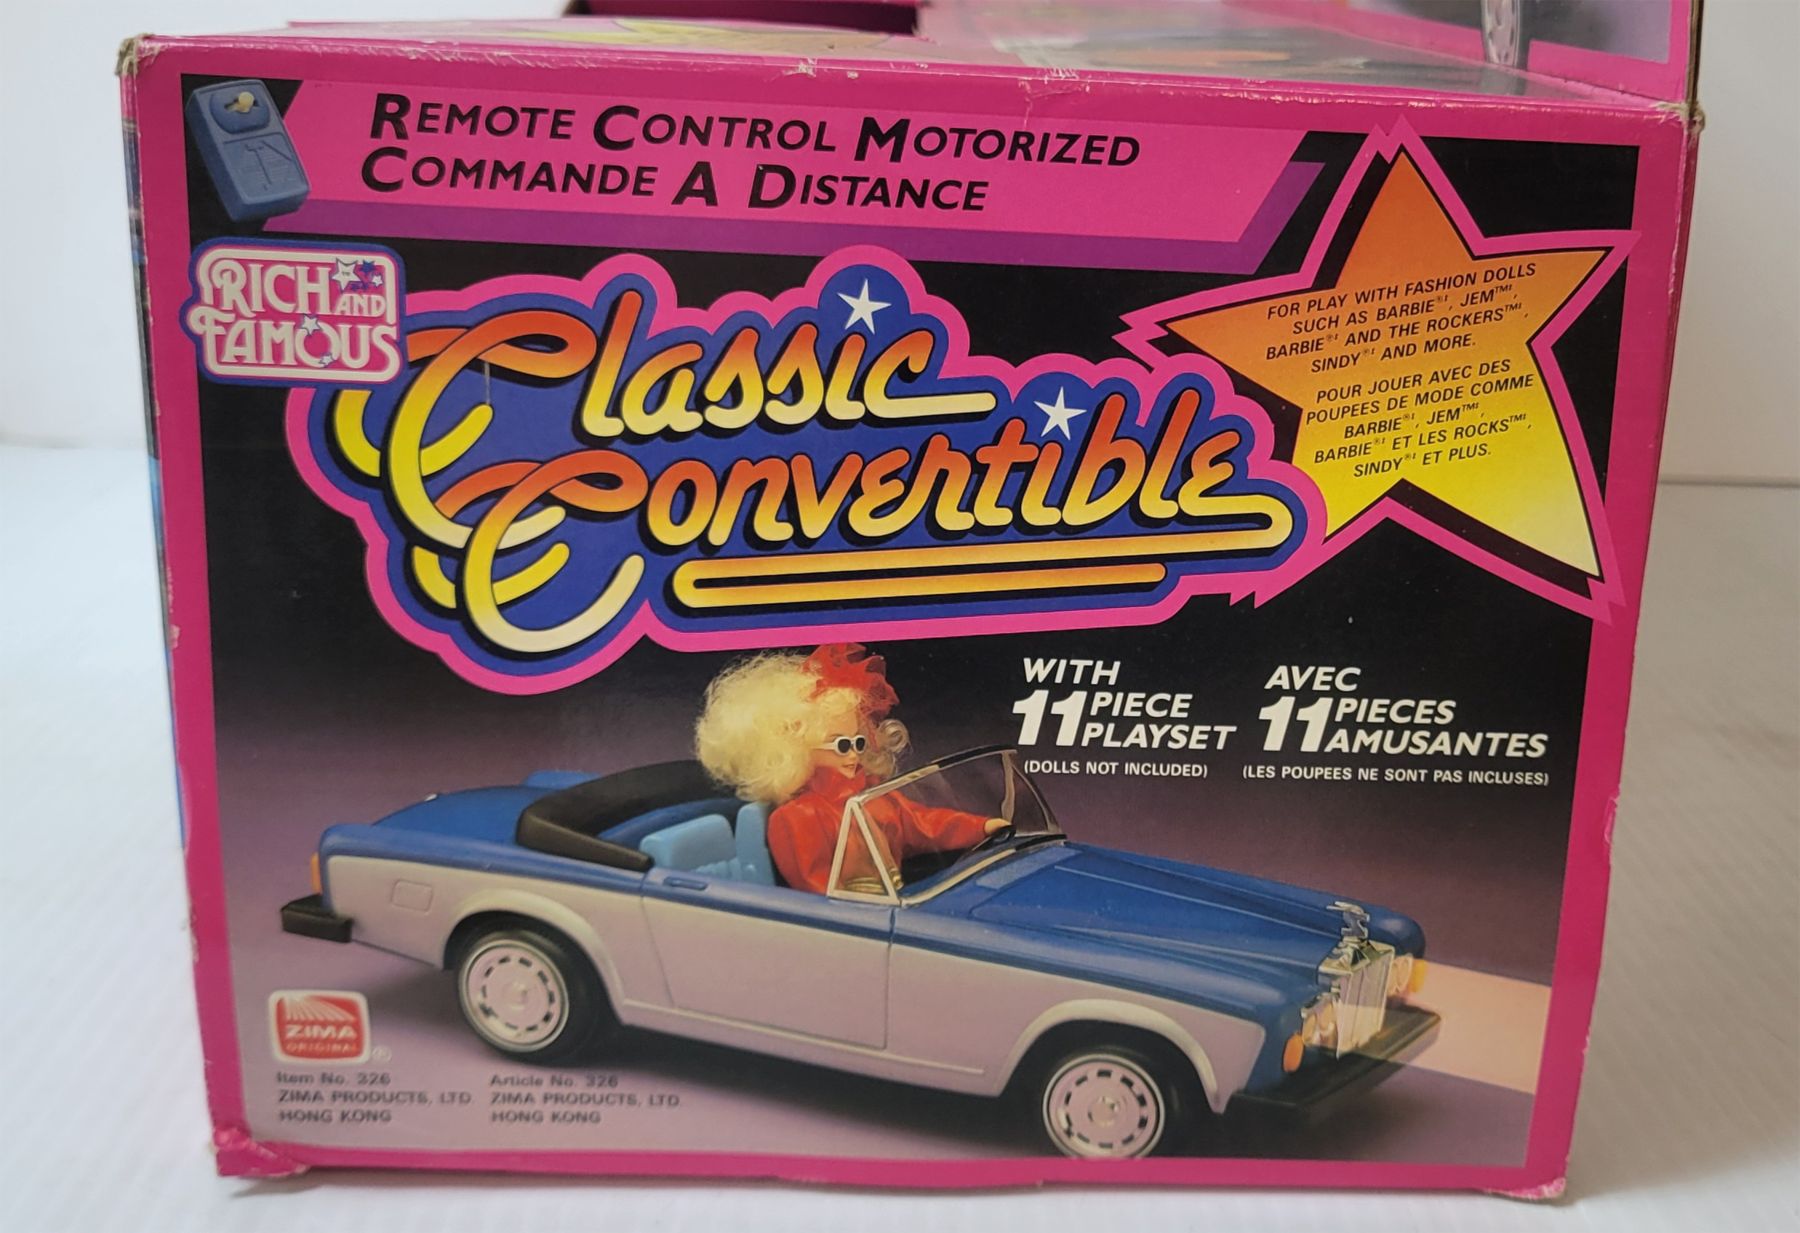 REMOTE CONTROL MOTORIZED
COMMANDE A DISTANCE
RICH AND
FAMOUS
Classic
Convertible
FOR PLAY WITH FASHION DOLLS
SUCH AS BARBIE®‡, JEM™‡,
BARBIE®‡ AND THE ROCKERS™‡,
SINDY®‡ AND MORE.
POUR JOUER AVEC DES
POUPEES DE MODE COMME
BARBIE®‡, JEM™‡,
BARBIE®‡ ET LES ROCKS™‡,
SINDY®‡ ET PLUS.
WITH
11 PIECE
PLAYSET
(DOLLS NOT INCLUDED)
AVEC
11 PIECES
AMUSANTES
(LES POUPEES NE SONT PAS INCLUSES)
ZIMA
ORIGINAL
®
Item No. 326
ZIMA PRODUCTS, LTD.
HONG KONG
Article No. 326
ZIMA PRODUCTS, LTD.
HONG KONG